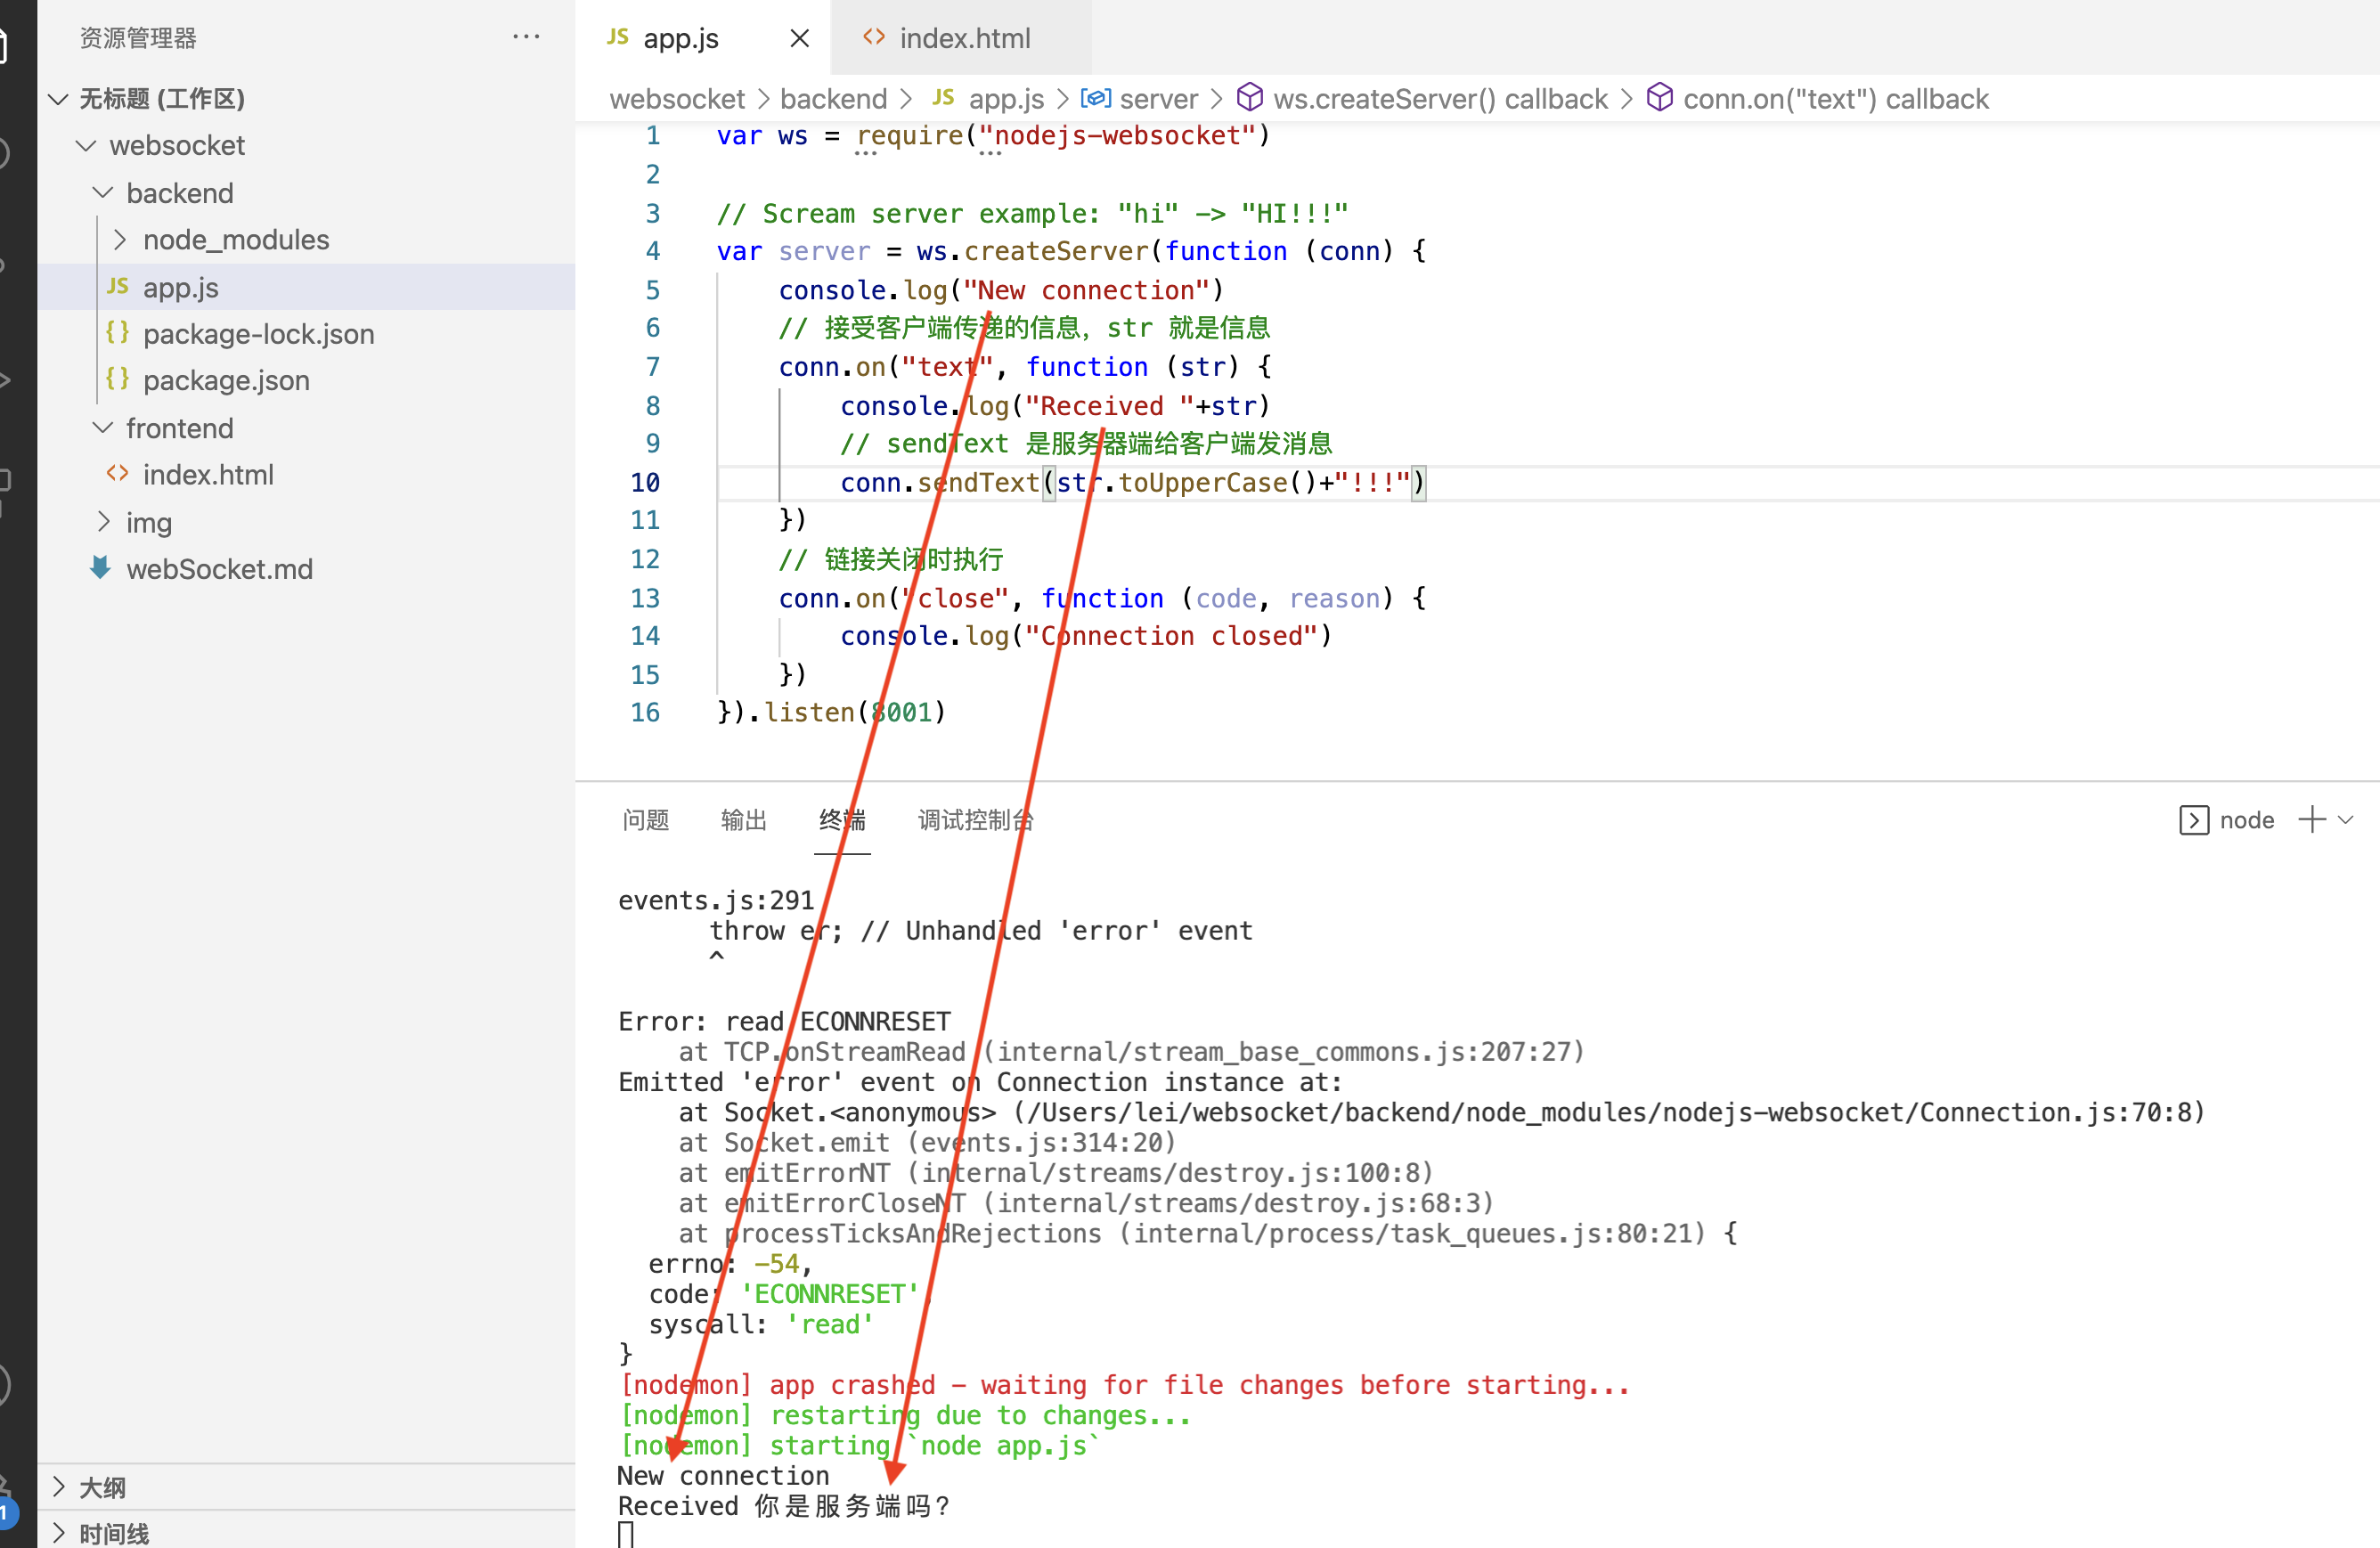 资源管理器
无标题 (工作区)
websocket
backend
node_modules
JS app.js
{} package-lock.json
{} package.json
frontend
<> index.html
img
webSocket.md
大纲
时间线
1
JS app.js
<> index.html
websocket > backend > JS app.js > server > ws.createServer() callback > conn.on("text") callback
1 var ws = require("nodejs-websocket")
2
3 // Scream server example: "hi" -> "HI!!!"
4 var server = ws.createServer(function (conn) {
5 console.log("New connection")
6 // 接受客户端传递的信息，str 就是信息
7 conn.on("text", function (str) {
8 console.log("Received "+str)
9 // sendText 是服务器端给客户端发消息
10 conn.sendText(str.toUpperCase()+"!!!")
11 })
12 // 链接关闭时执行
13 conn.on("close", function (code, reason) {
14 console.log("Connection closed")
15 })
16 }).listen(8001)
问题 输出 终端 调试控制台 node
events.js:291
throw er; // Unhandled 'error' event
^
Error: read ECONNRESET
at TCP.onStreamRead (internal/stream_base_commons.js:207:27)
Emitted 'error' event on Connection instance at:
at Socket.<anonymous> (/Users/lei/websocket/backend/node_modules/nodejs-websocket/Connection.js:70:8)
at Socket.emit (events.js:314:20)
at emitErrorNT (internal/streams/destroy.js:100:8)
at emitErrorCloseNT (internal/streams/destroy.js:68:3)
at processTicksAndRejections (internal/process/task_queues.js:80:21) {
errno: -54,
code: 'ECONNRESET',
syscall: 'read'
}
[nodemon] app crashed - waiting for file changes before starting...
[nodemon] restarting due to changes...
[nodemon] starting `node app.js`
New connection
Received 你是服务端吗?